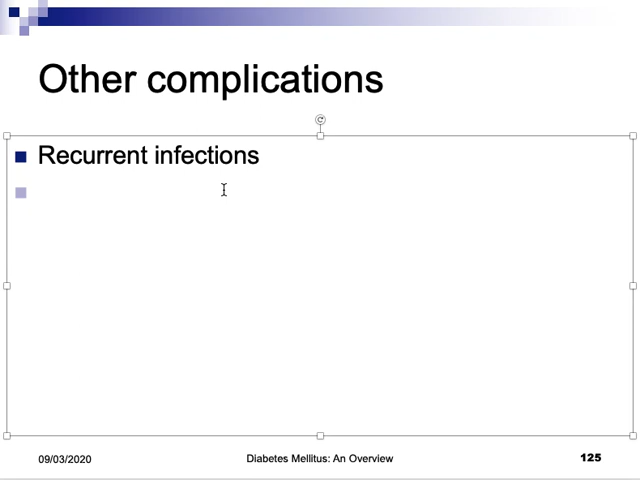 Other complications
Recurrent infections
09/03/2020
Diabetes Mellitus: An Overview
125